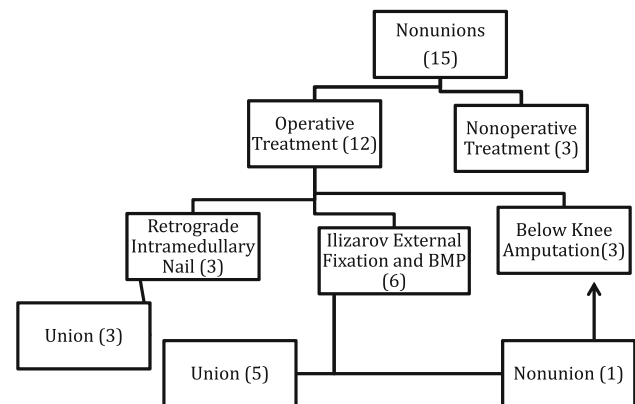 Nonunions
(15)
Operative
Treatment (12)
Nonoperative
Treatment (3)
Retrograde
Intramedullary
Nail (3)
Ilizarov External
Fixation and BMP
(6)
Below Knee
Amputation(3)
Union (3)
Union (5)
Nonunion (1)